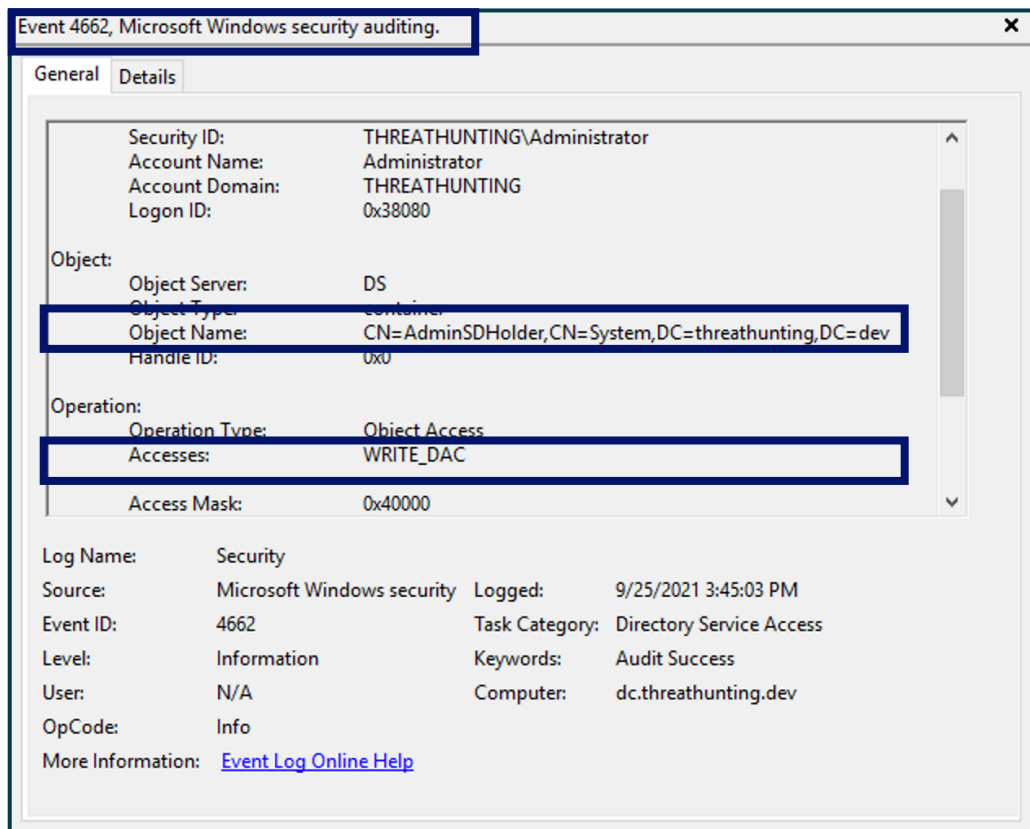 Event 4662, Microsoft Windows security auditing.
General Details
Security ID: THREATHUNTING\Administrator
Account Name: Administrator
Account Domain: THREATHUNTING
Logon ID: 0x38080
Object:
Object Server: DS
Object Type: container
Object Name: CN=AdminSDHolder,CN=System,DC=threathunting,DC=dev
Handle ID: 0x0
Operation:
Operation Type: Object Access
Accesses: WRITE_DAC
Access Mask: 0x40000
Log Name: Security
Source: Microsoft Windows security Logged: 9/25/2021 3:45:03 PM
Event ID: 4662 Task Category: Directory Service Access
Level: Information Keywords: Audit Success
User: N/A Computer: dc.threathunting.dev
OpCode: Info
More Information: Event Log Online Help